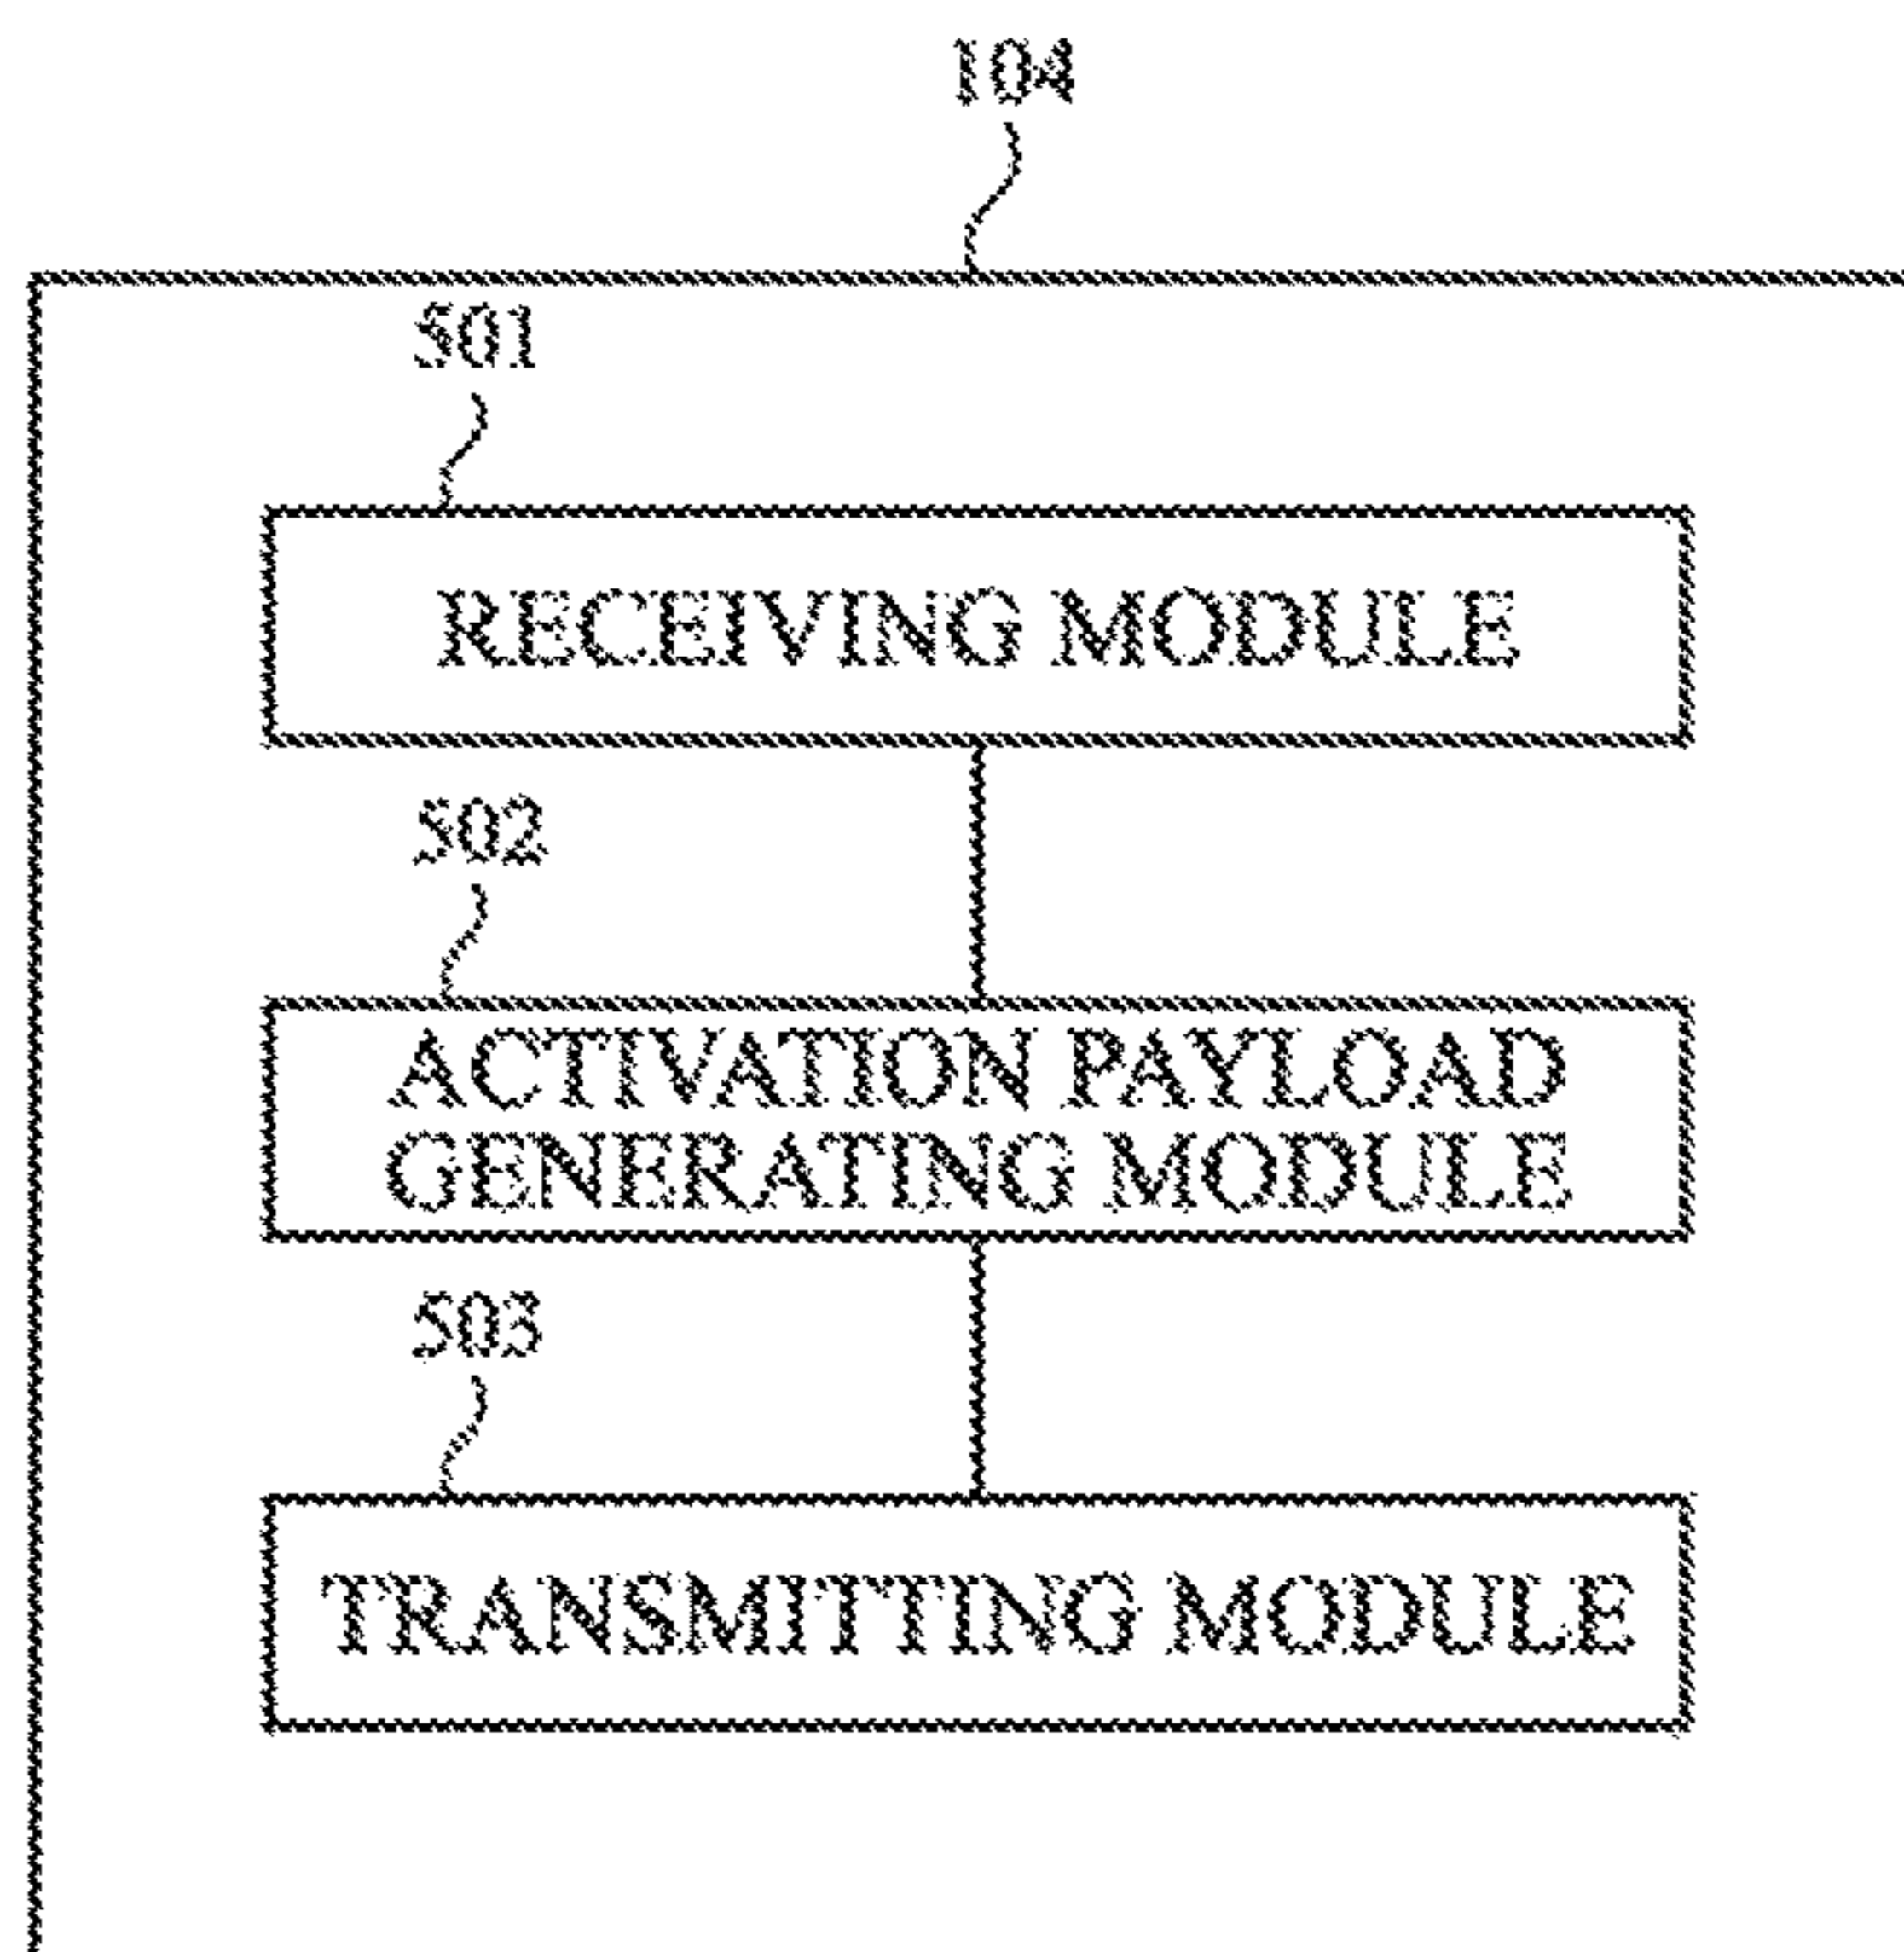 104
501
RECEIVING MODULE
502
ACTIVATION PAYLOAD
GENERATING MODULE
503
TRANSMITTING MODULE